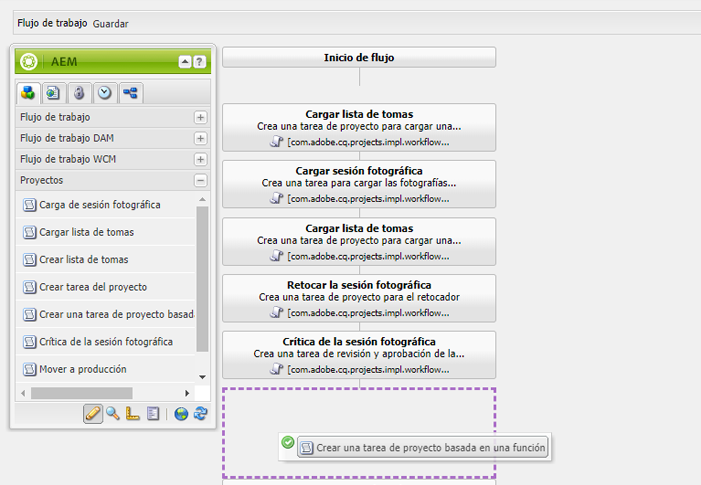 Flujo de trabajo Guardar
AEM
?
Flujo de trabajo
Flujo de trabajo DAM
Flujo de trabajo WCM
Proyectos
Carga de sesión fotográfica
Cargar lista de tomas
Crear lista de tomas
Crear tarea del proyecto
Crear una tarea de proyecto basad
Crítica de la sesión fotográfica
Mover a producción
Inicio de flujo
Cargar lista de tomas
Crea una tarea de proyecto para cargar una...
[com.adobe.cq.projects.impl.workflow...
Cargar sesión fotográfica
Crea una tarea para cargar las fotografías...
[com.adobe.cq.projects.impl.workflow...
Cargar lista de tomas
Crea una tarea de proyecto para cargar una...
[com.adobe.cq.projects.impl.workflow...
Retocar la sesión fotográfica
Crea una tarea de proyecto para el retocador
[com.adobe.cq.projects.impl.workflow...
Crítica de la sesión fotográfica
Crea una tarea de revisión y aprobación de la...
[com.adobe.cq.projects.impl.workflow...
Crear una tarea de proyecto basada en una función